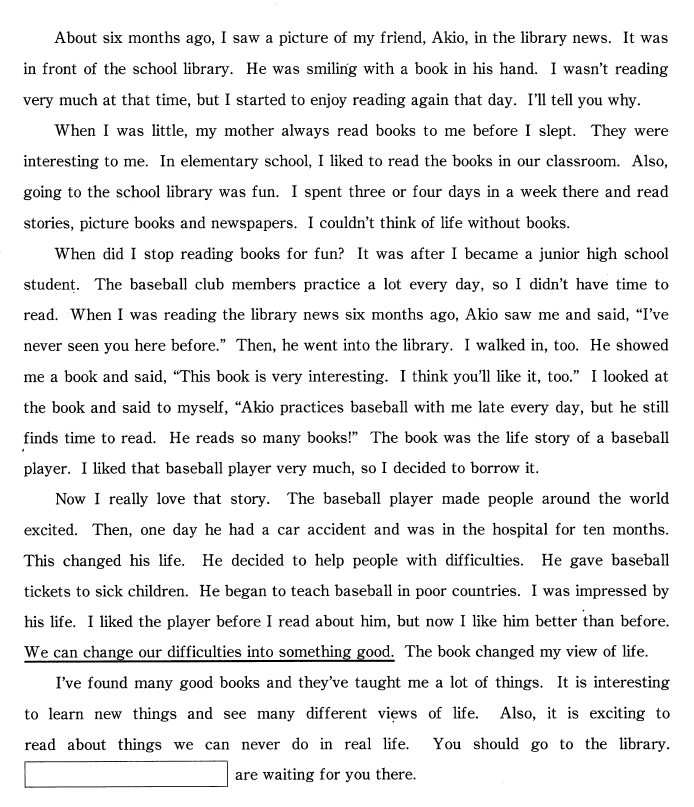 About six months ago, I saw a picture of my friend, Akio, in the library news. It was
in front of the school library. He was smiling with a book in his hand. I wasn't reading
very much at that time, but I started to enjoy reading again that day. I'll tell you why.
When I was little, my mother always read books to me before I slept. They were
interesting to me. In elementary school, I liked to read the books in our classroom. Also,
going to the school library was fun. I spent three or four days in a week there and read
stories, picture books and newspapers. I couldn't think of life without books.
When did I stop reading books for fun? It was after I became a junior high school
student. The baseball club members practice a lot every day, so I didn't have time to
read. When I was reading the library news six months ago, Akio saw me and said, “I've
never seen you here before.” Then, he went into the library. I walked in, too. He showed
me a book and said, “This book is very interesting. I think you'll like it, too.” I looked at
the book and said to myself, “Akio practices baseball with me late every day, but he still
finds time to read. He reads so many books!” The book was the life story of a baseball
player. I liked that baseball player very much, so I decided to borrow it.
Now I really love that story. The baseball player made people around the world
excited. Then, one day he had a car accident and was in the hospital for ten months.
This changed his life. He decided to help people with difficulties. He gave baseball
tickets to sick children. He began to teach baseball in poor countries. I was impressed by
his life. I liked the player before I read about him, but now I like him better than before.
We can change our difficulties into something good. The book changed my view of life.
I've found many good books and they've taught me a lot of things. It is interesting
to learn new things and see many different views of life. Also, it is exciting to
read about things we can never do in real life. You should go to the library.
are waiting for you there.